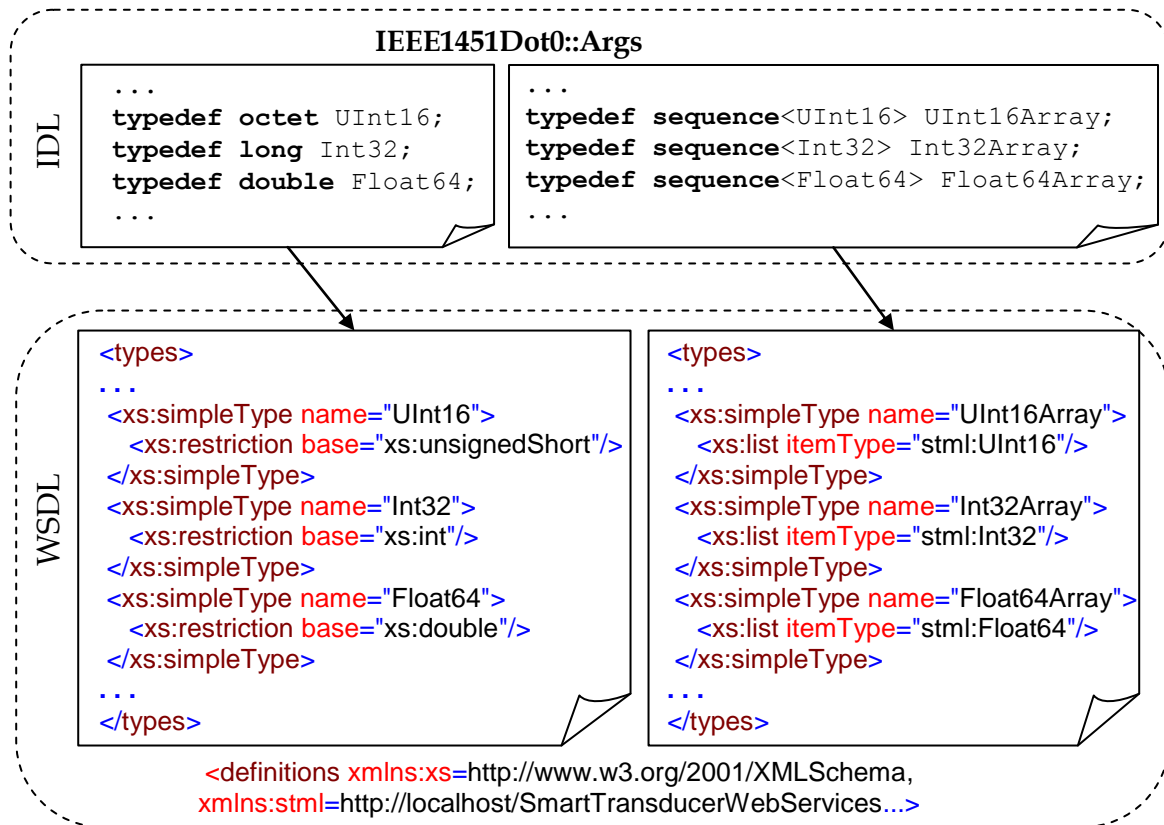 IEEE1451Dot0::Args
IDL
...
typedef octet UInt16;
typedef long Int32;
typedef double Float64;
...
...
typedef sequence<UInt16> UInt16Array;
typedef sequence<Int32> Int32Array;
typedef sequence<Float64> Float64Array;
...
WSDL
<types>
. . .
<xs:simpleType name="UInt16">
<xs:restriction base="xs:unsignedShort"/>
</xs:simpleType>
<xs:simpleType name="Int32">
<xs:restriction base="xs:int"/>
</xs:simpleType>
<xs:simpleType name="Float64">
<xs:restriction base="xs:double"/>
</xs:simpleType>
. . .
</types>
<types>
...
<xs:simpleType name="UInt16Array">
<xs:list itemType="stml:UInt16"/>
</xs:simpleType>
<xs:simpleType name="Int32Array">
<xs:list itemType="stml:Int32"/>
</xs:simpleType>
<xs:simpleType name="Float64Array">
<xs:list itemType="stml:Float64"/>
</xs:simpleType>
. . .
</types>
<definitions xmlns:xs=http://www.w3.org/2001/XMLSchema,
xmlns:stml=http://localhost/SmartTransducerWebServices...>